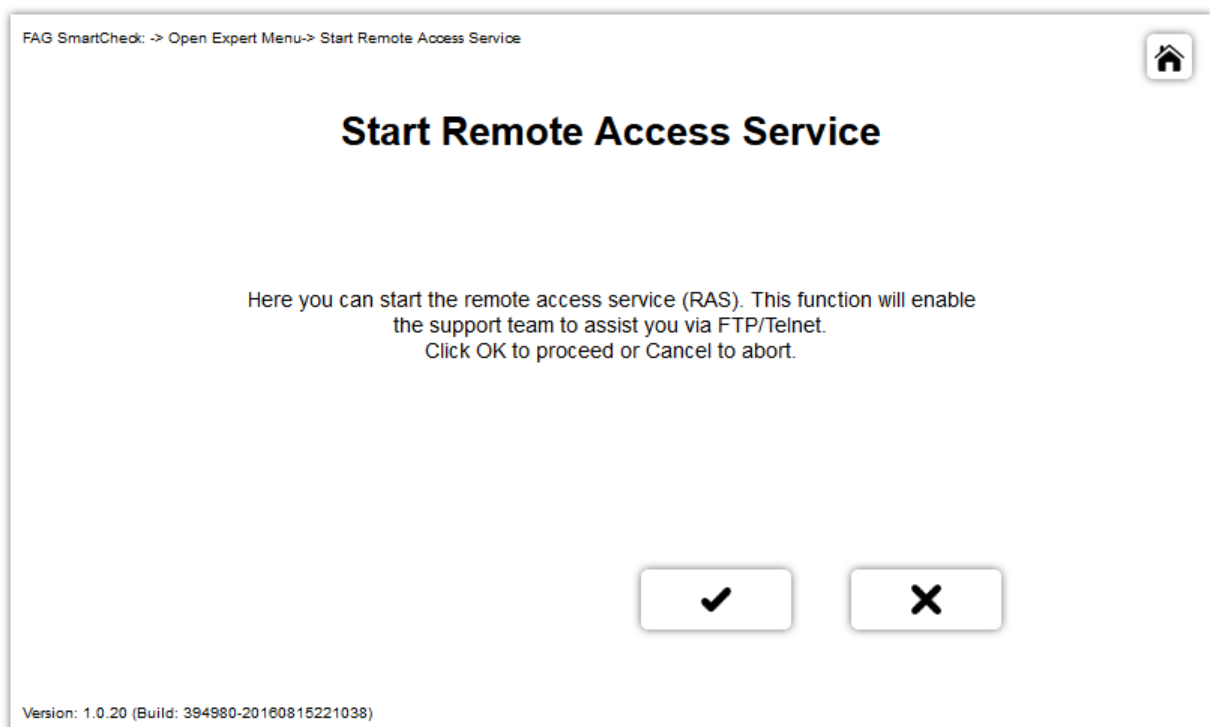 FAG SmartCheck: -> Open Expert Menu-> Start Remote Access Service
Start Remote Access Service
Here you can start the remote access service (RAS). This function will enable
the support team to assist you via FTP/Telnet.
Click OK to proceed or Cancel to abort.
Version: 1.0.20 (Build: 394980-20160815221038)